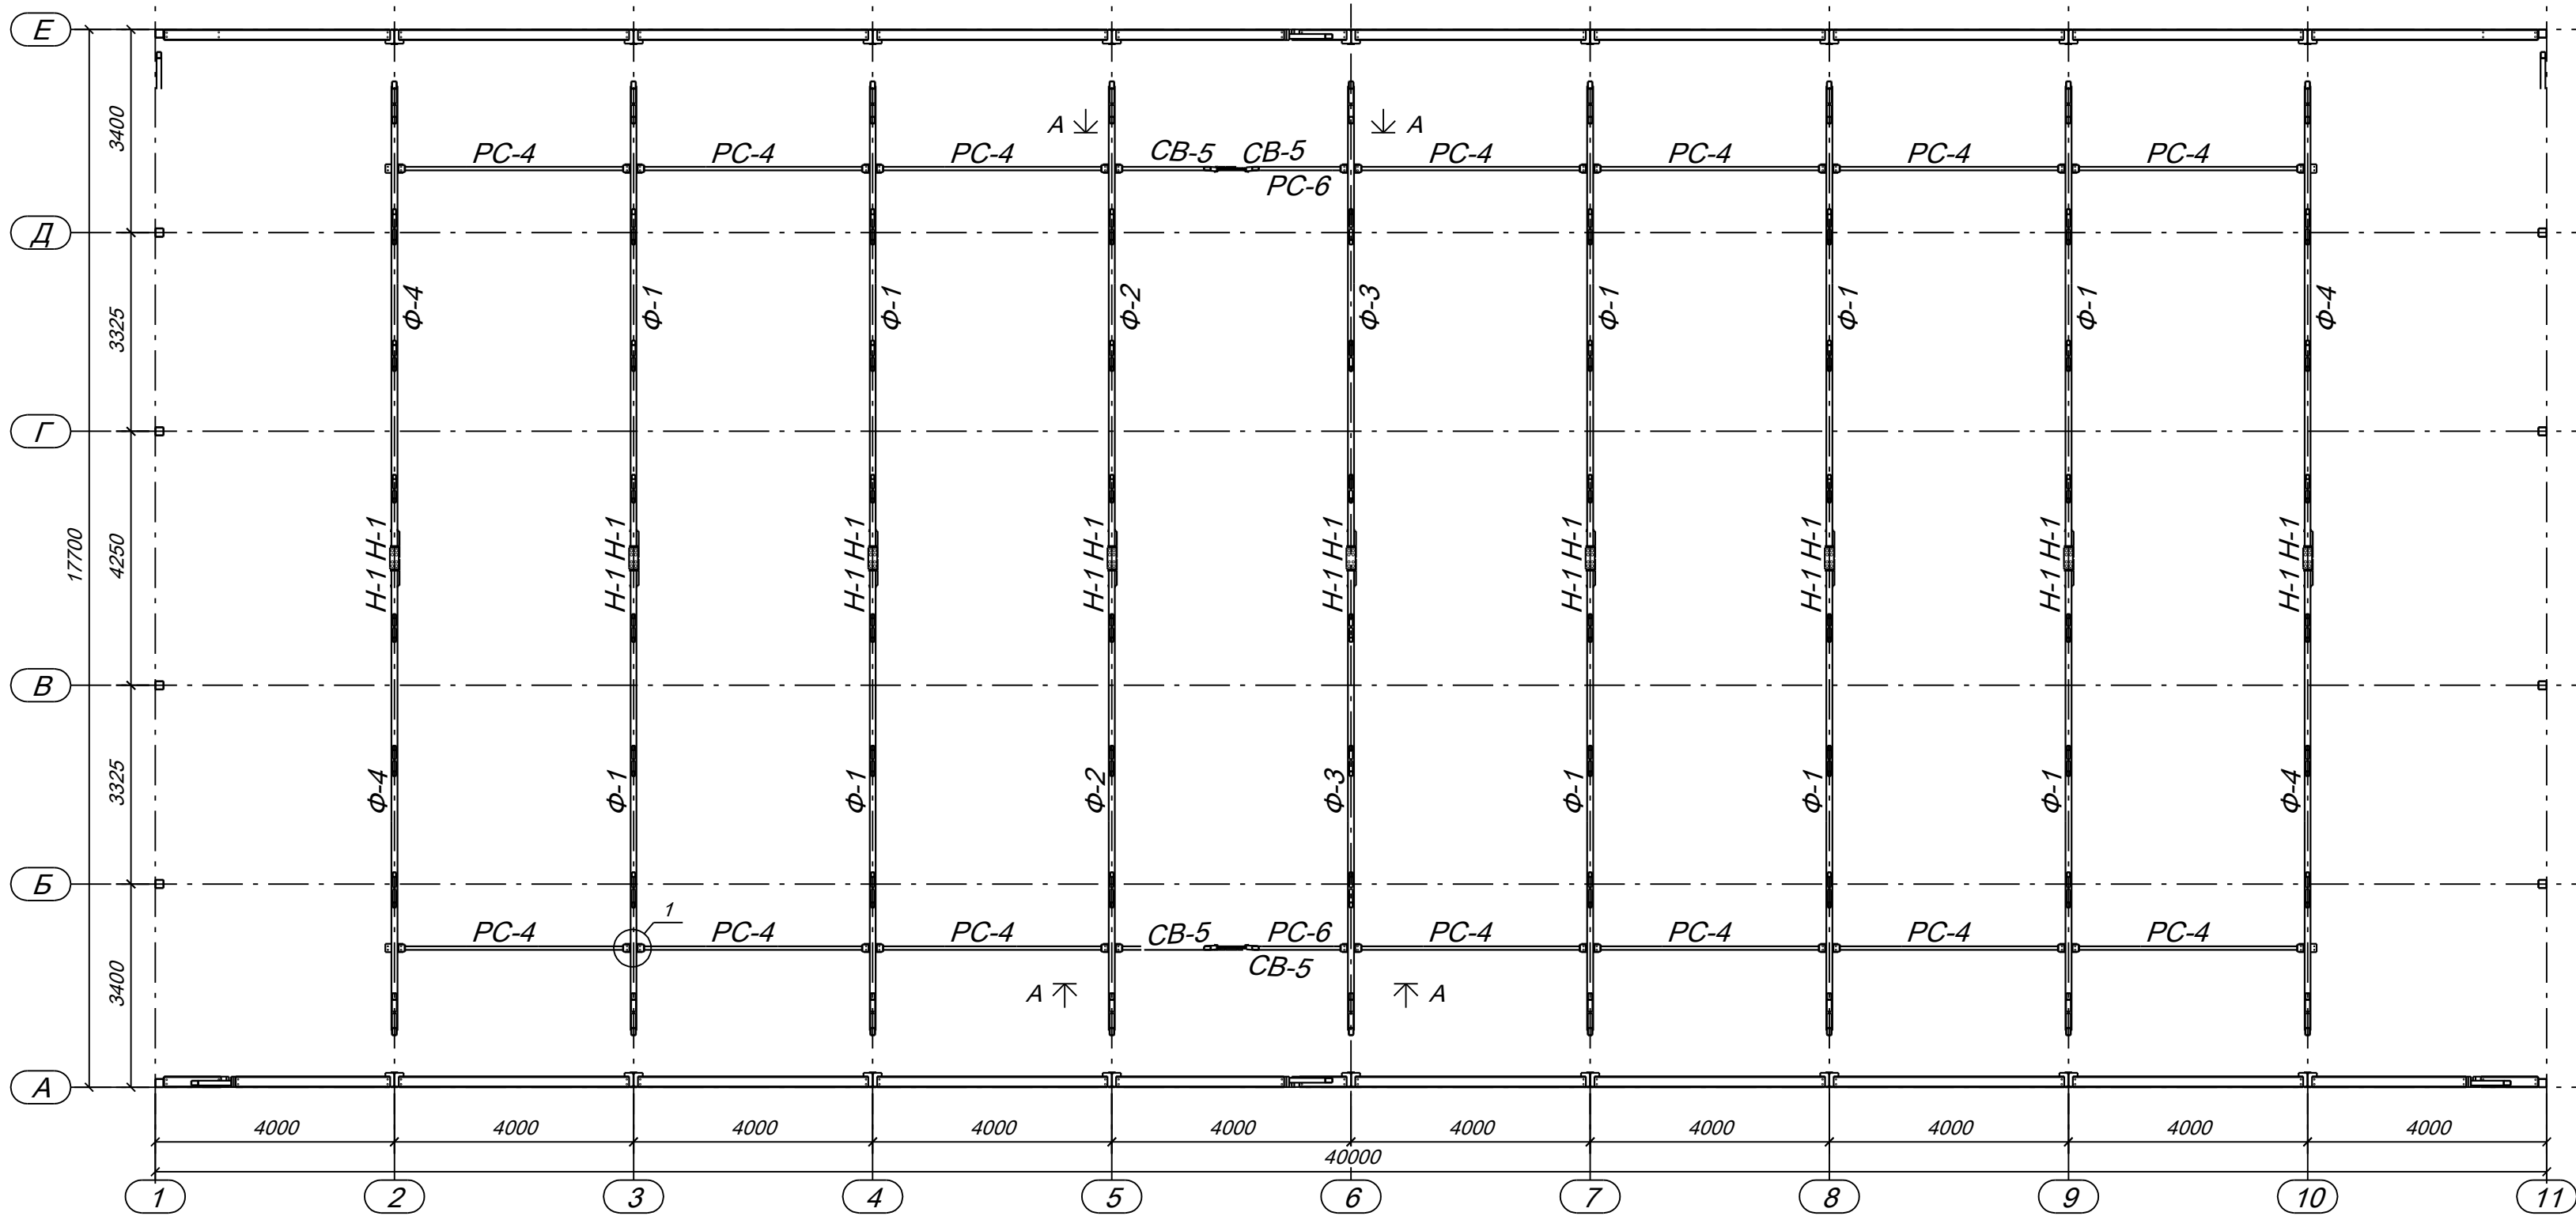 Е
А А
РС-4 РС-4 РС-4 СВ-5 СВ-5 РС-4 РС-4 РС-4 РС-4
РС-6
3400
Д
Ф-4 Ф-1 Ф-1 Ф-2 Ф-3 Ф-1 Ф-1 Ф-1 Ф-4
3325
Г
Н-1 Н-1 Н-1 Н-1 Н-1 Н-1 Н-1 Н-1 Н-1 Н-1 Н-1 Н-1 Н-1 Н-1 Н-1 Н-1 Н-1 Н-1
17700
4250
В
Ф-4 Ф-1 Ф-1 Ф-2 Ф-3 Ф-1 Ф-1 Ф-1 Ф-4
3325
Б
1
РС-4 РС-4 РС-4 СВ-5 РС-6 РС-4 РС-4 РС-4 РС-4
СВ-5
3400
А А
А
4000 4000 4000 4000 4000 4000 4000 4000 4000 4000
40000
1 2 3 4 5 6 7 8 9 10 11